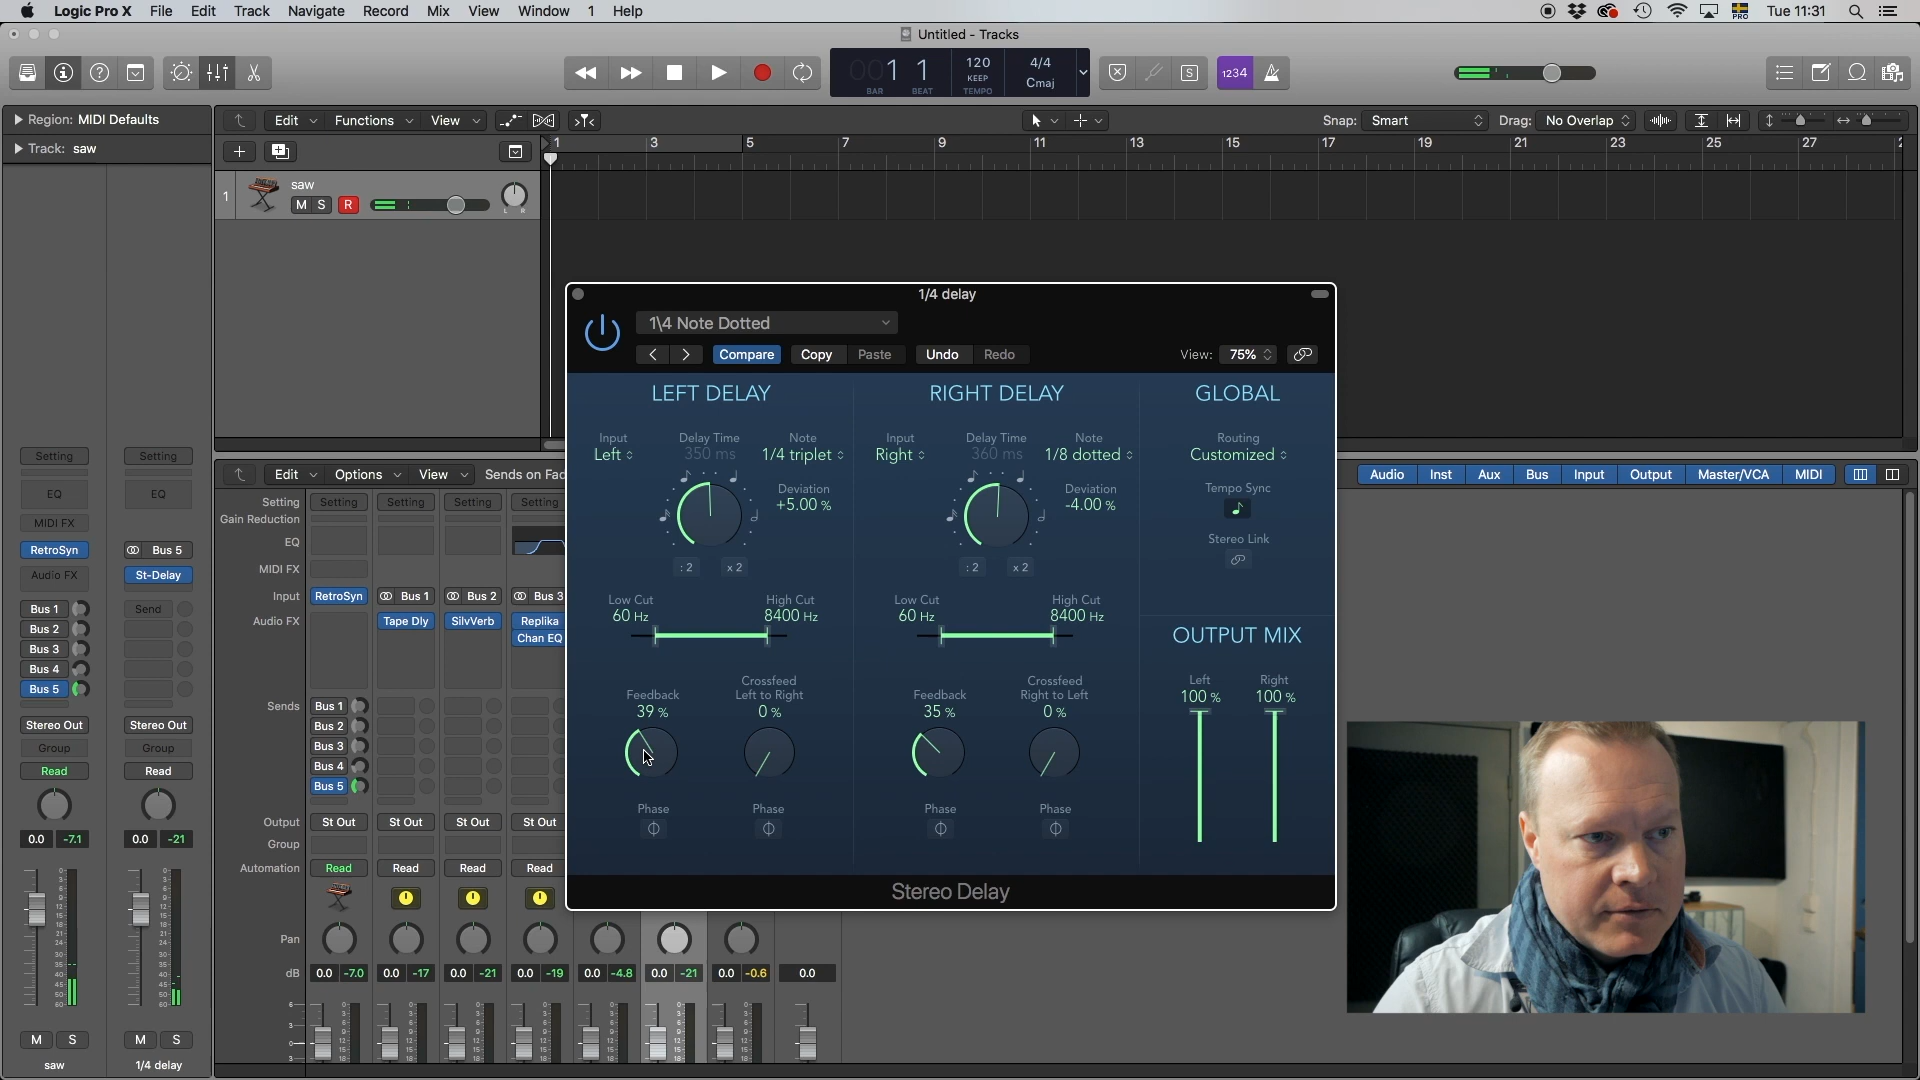 Logic Pro X File Edit Track Navigate Record Mix View Window 1 Help
PRO Tue 11:31
Untitled - Tracks
001 1 120 4/4
KEEP Cmaj
BAR BEAT TEMPO
S 1234
Region: MIDI Defaults
Track: saw
Edit Functions View
Snap: Smart Drag: No Overlap
1 3 5 7 9 11 13 15 17 19 21 23 25 27
1 saw
M S R
L R
1/4 delay
1\4 Note Dotted
Compare Copy Paste Undo Redo
View: 75%
LEFT DELAY RIGHT DELAY GLOBAL
Input Delay Time Note Input Delay Time Note Routing
Left 350 ms 1/4 triplet Right 360 ms 1/8 dotted Customized
Deviation Deviation Tempo Sync
+5.00 % -4.00 %
Stereo Link
:2 x2 :2 x2
Low Cut High Cut Low Cut High Cut
60 Hz 8400 Hz 60 Hz 8400 Hz
OUTPUT MIX
Feedback Crossfeed Left to Right Feedback Crossfeed Right to Left Left Right
39 % 0 % 35 % 0 % 100 % 100 %
Phase Phase Phase Phase
Stereo Delay
Setting Setting
EQ EQ
MIDI FX
RetroSyn Bus 5
Audio FX St-Delay
Bus 1 Send
Bus 2
Bus 3
Bus 4
Bus 5
Stereo Out Stereo Out
Group Group
Read Read
0.0 -7.1 0.0 -21
M S M S
saw 1/4 delay
Edit Options View Sends on Fad
Audio Inst Aux Bus Input Output Master/VCA MIDI
Setting Setting Setting Setting Setting
Gain Reduction
EQ
MIDI FX
Input RetroSyn Bus 1 Bus 2 Bus 3
Audio FX Tape Dly SilvVerb Replika
Chan EQ
Sends Bus 1
Bus 2
Bus 3
Bus 4
Bus 5
Output St Out St Out St Out St Out
Group
Automation Read Read Read Read
Pan
dB 0.0 -7.0 0.0 -17 0.0 -21 0.0 -19 0.0 -4.8 0.0 -21 0.0 -0.6 0.0